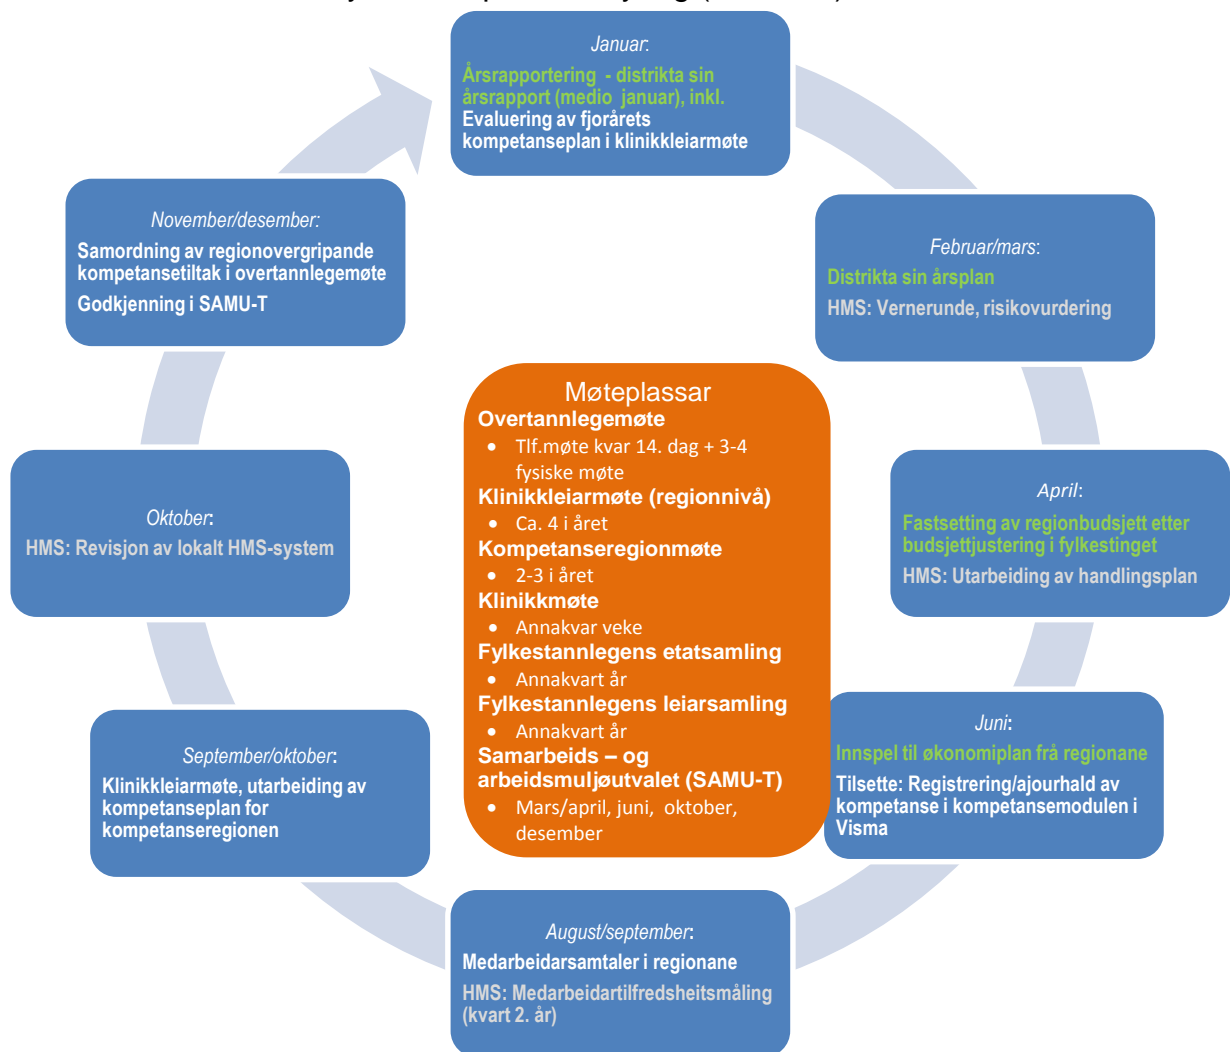 Januar:
Årsrapportering - distrikta sin
årsrapport (medio januar), inkl.
Evaluering av fjorårets
kompetanseplan i klinikkleiarmøte
Februar/mars:
Distrikta sin årsplan
HMS: Vernerunde, risikovurdering
April:
Fastsetting av regionbudsjett etter
budsjettjustering i fylkestinget
HMS: Utarbeiding av handlingsplan
Juni:
Innspel til økonomiplan frå regionane
Tilsette: Registrering/ajourhald av
kompetanse i kompetansemodulen i
Visma
August/september:
Medarbeidarsamtaler i regionane
HMS: Medarbeidartilfredsheitsmåling
(kvart 2. år)
September/oktober:
Klinikkleiarmøte, utarbeiding av
kompetanseplan for
kompetanseregionen
Oktober:
HMS: Revisjon av lokalt HMS-system
November/desember:
Samordning av regionovergripande
kompetansetiltak i overtannlegemøte
Godkjenning i SAMU-T
Møteplassar
Overtannlegemøte
• Tlf.møte kvar 14. dag + 3-4
fysiske møte
Klinikkleiarmøte (regionnivå)
• Ca. 4 i året
Kompetanseregionmøte
• 2-3 i året
Klinikkmøte
• Annakvar veke
Fylkestannlegens etatsamling
• Annakvart år
Fylkestannlegens leiarsamling
• Annakvart år
Samarbeids – og
arbeidsmuljøutvalet (SAMU-T)
• Mars/april, juni, oktober,
desember